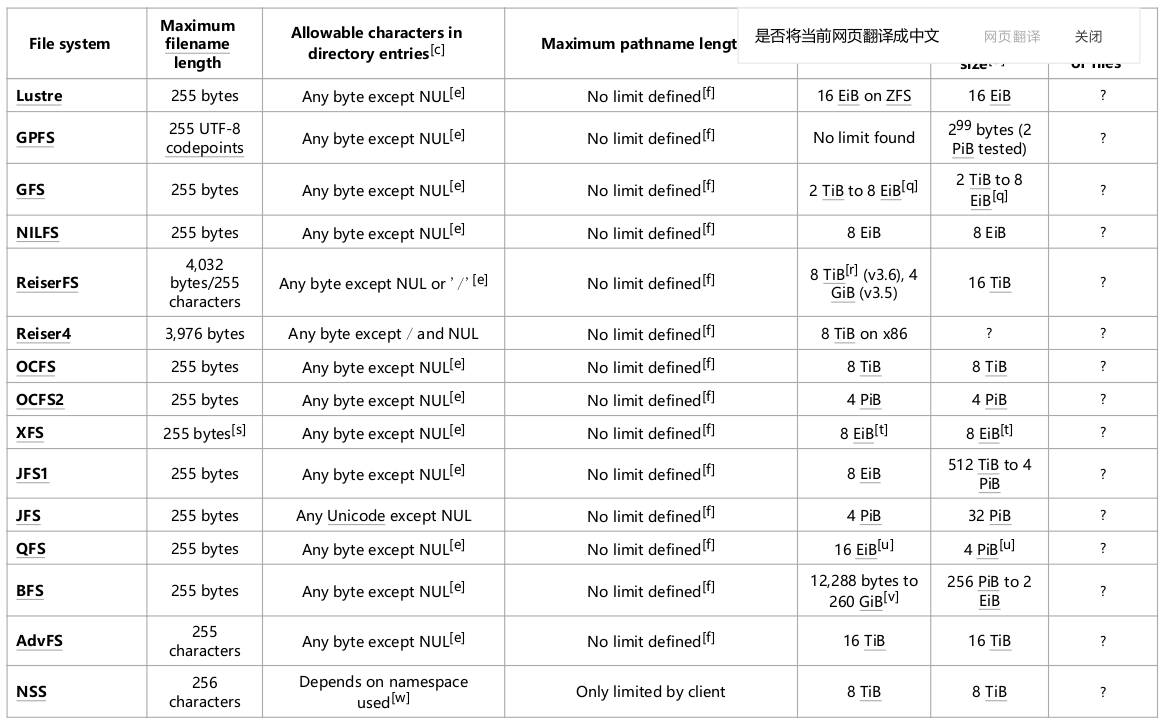 File system
Maximum
filename
length
Allowable characters in
directory entries[c]
Maximum pathname lengt
是否将当前网页翻译成中文
网页翻译
关闭
Lustre
255 bytes
Any byte except NUL[e]
No limit defined[f]
16 EiB on ZFS
16 EiB
?
GPFS
255 UTF-8
codepoints
Any byte except NUL[e]
No limit defined[f]
No limit found
2⁹⁹ bytes (2
PiB tested)
?
GFS
255 bytes
Any byte except NUL[e]
No limit defined[f]
2 TiB to 8 EiB[q]
2 TiB to 8
EiB[q]
?
NILFS
255 bytes
Any byte except NUL[e]
No limit defined[f]
8 EiB
8 EiB
?
ReiserFS
4,032
bytes/255
characters
Any byte except NUL or '/'[e]
No limit defined[f]
8 TiB[r] (v3.6), 4
GiB (v3.5)
16 TiB
?
Reiser4
3,976 bytes
Any byte except / and NUL
No limit defined[f]
8 TiB on x86
?
?
OCFS
255 bytes
Any byte except NUL[e]
No limit defined[f]
8 TiB
8 TiB
?
OCFS2
255 bytes
Any byte except NUL[e]
No limit defined[f]
4 PiB
4 PiB
?
XFS
255 bytes[s]
Any byte except NUL[e]
No limit defined[f]
8 EiB[t]
8 EiB[t]
?
JFS1
255 bytes
Any byte except NUL[e]
No limit defined[f]
8 EiB
512 TiB to 4
PiB
?
JFS
255 bytes
Any Unicode except NUL
No limit defined[f]
4 PiB
32 PiB
?
QFS
255 bytes
Any byte except NUL[e]
No limit defined[f]
16 EiB[u]
4 PiB[u]
?
BFS
255 bytes
Any byte except NUL[e]
No limit defined[f]
12,288 bytes to
260 GiB[v]
256 PiB to 2
EiB
?
AdvFS
255
characters
Any byte except NUL[e]
No limit defined[f]
16 TiB
16 TiB
?
NSS
256
characters
Depends on namespace
used[w]
Only limited by client
8 TiB
8 TiB
?